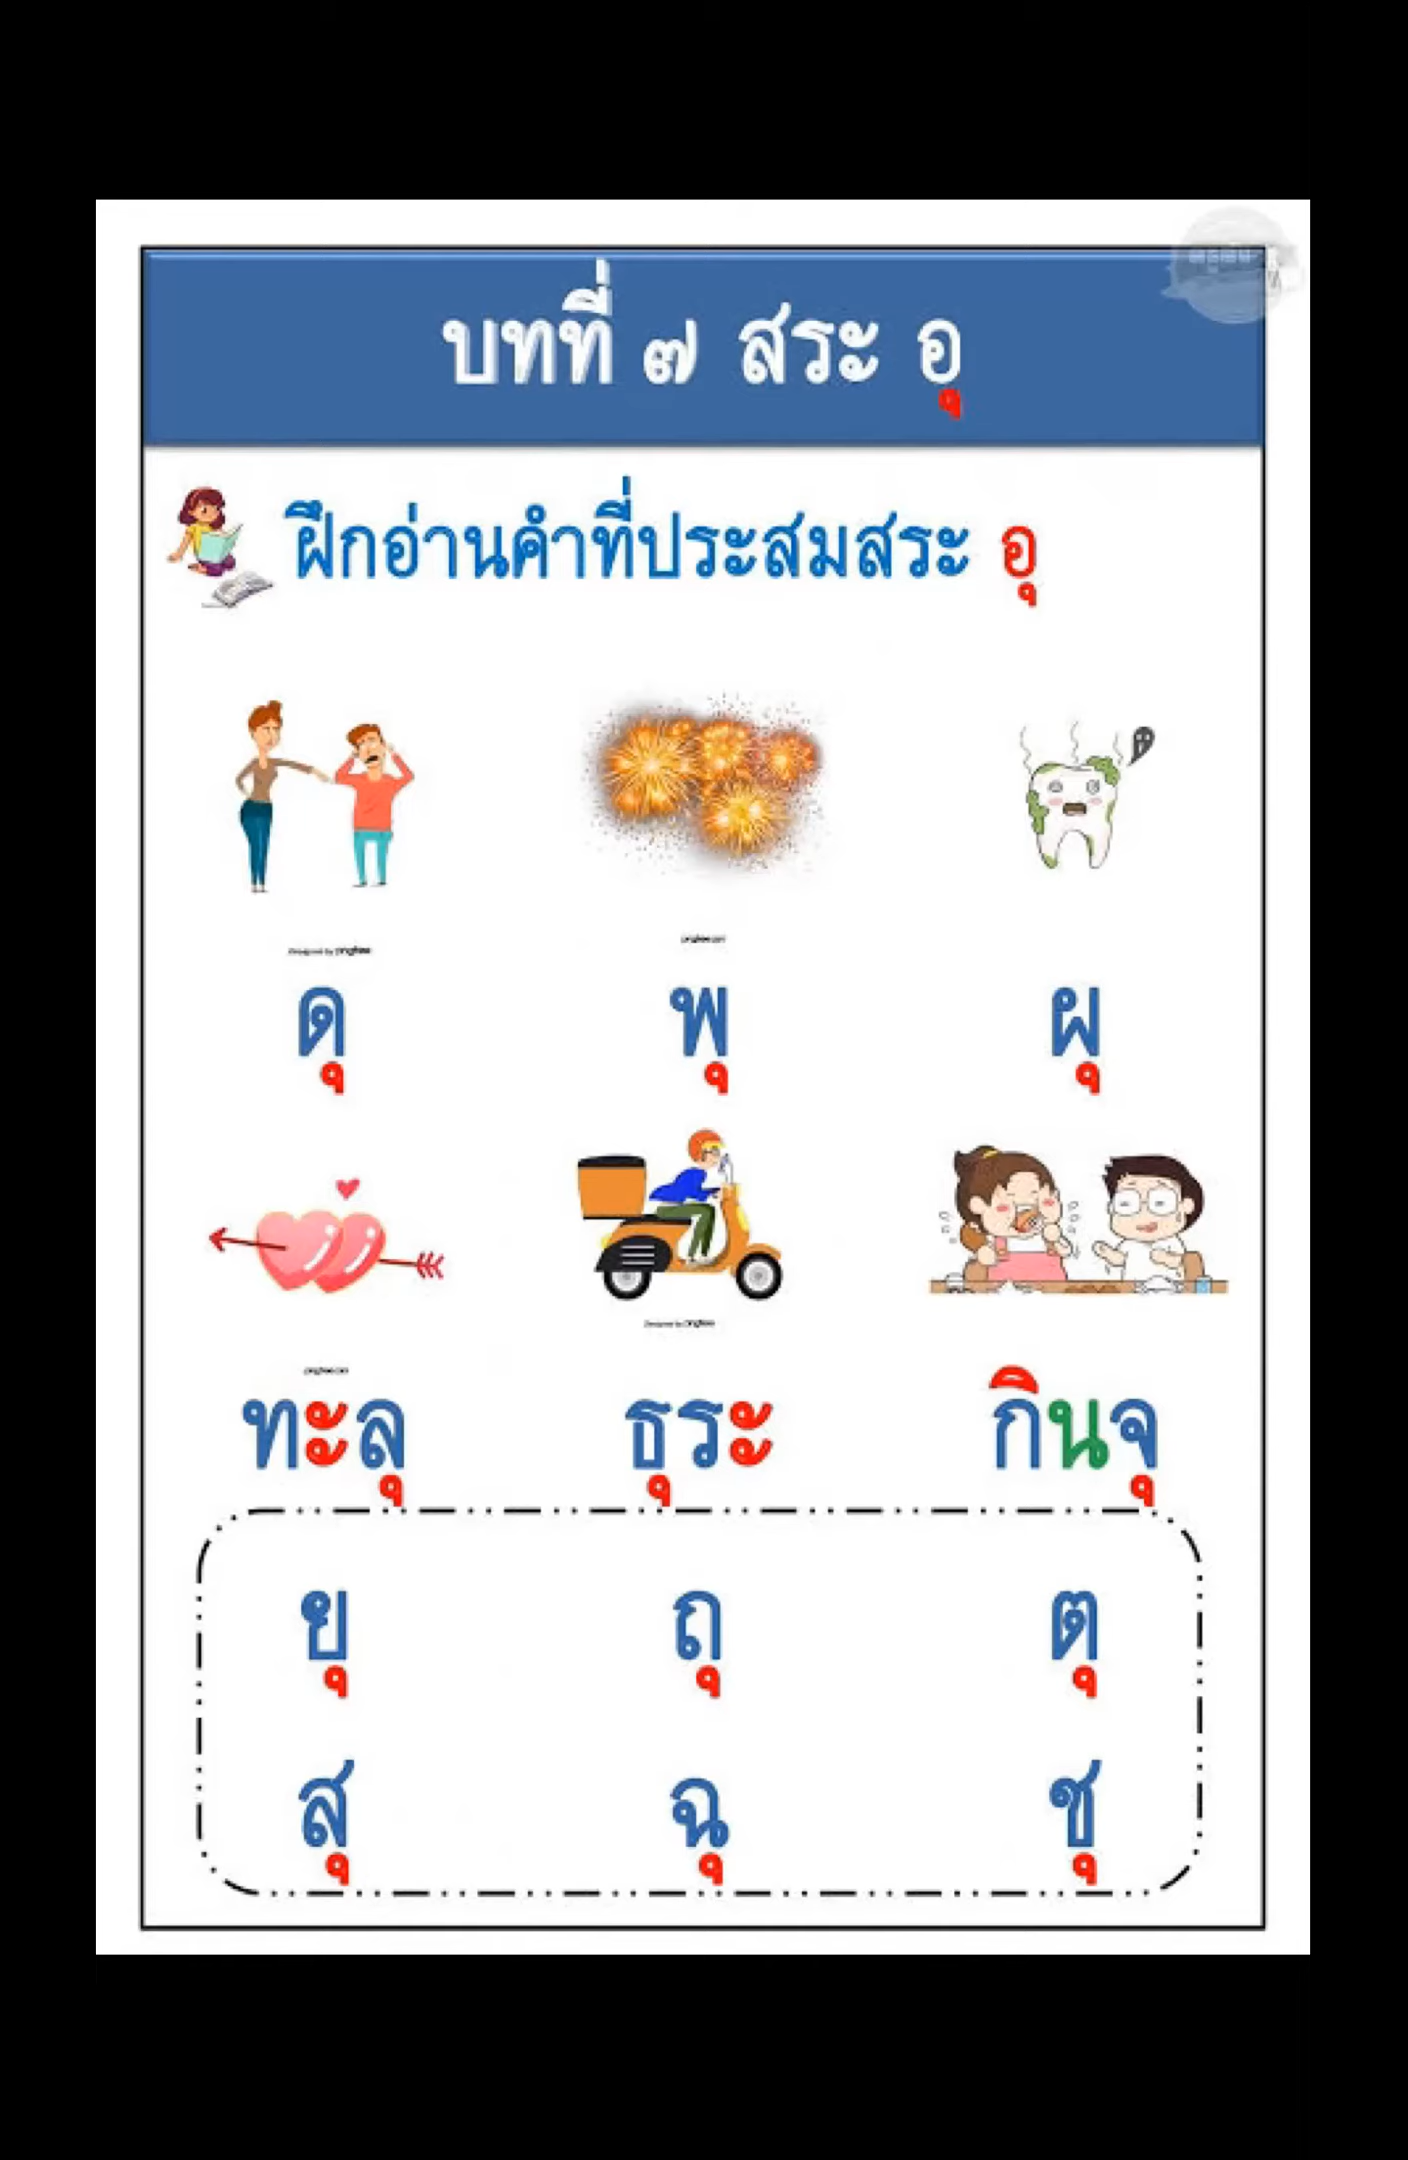 บทที่ ๗ สระ อุ
ฝึกอ่านคำที่ประสมสระ อุ
ดุ พุ ผุ
ทะลุ ธุระ กินจุ
ยุ ถุ ตุ
สุ ฉุ ชุ